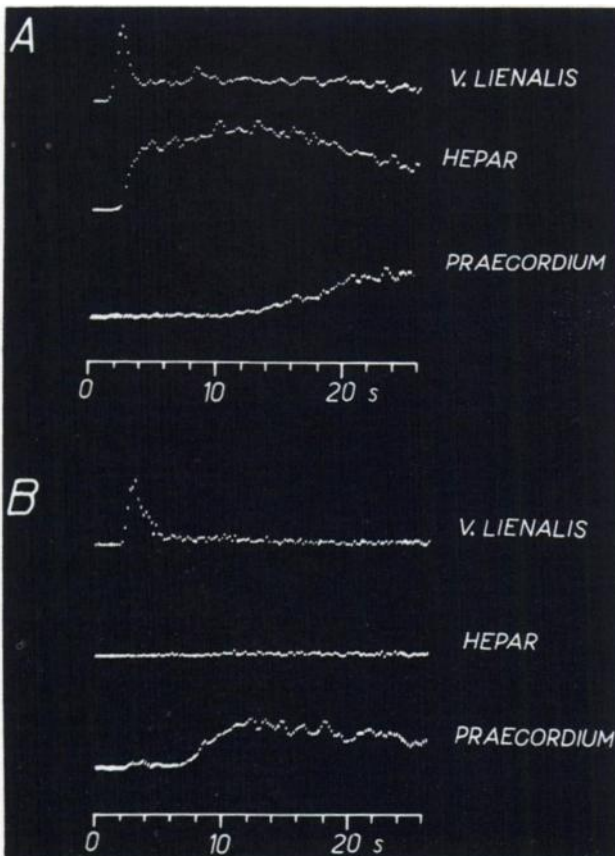 A
V. LIENALIS
HEPAR
PRAECORDIUM
0 10 20 s
B
V. LIENALIS
HEPAR
PRAECORDIUM
0 10 20 s